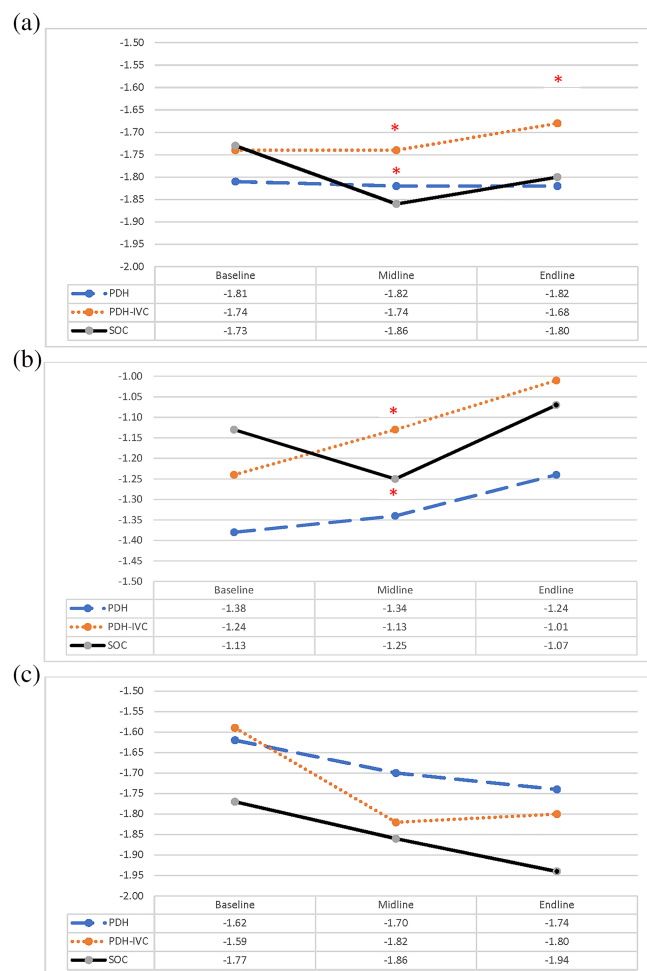 (a)
-1.50
-1.55
-1.60
*
-1.65
-1.70
*
-1.75
*
-1.80
-1.85
-1.90
-1.95
-2.00
Baseline Midline Endline
PDH -1.81 -1.82 -1.82
PDH-IVC -1.74 -1.74 -1.68
SOC -1.73 -1.86 -1.80
(b)
-1.00
-1.05
*
-1.10
-1.15
-1.20
-1.25
*
-1.30
-1.35
-1.40
-1.45
-1.50
Baseline Midline Endline
PDH -1.38 -1.34 -1.24
PDH-IVC -1.24 -1.13 -1.01
SOC -1.13 -1.25 -1.07
(c)
-1.50
-1.55
-1.60
-1.65
-1.70
-1.75
-1.80
-1.85
-1.90
-1.95
-2.00
Baseline Midline Endline
PDH -1.62 -1.70 -1.74
PDH-IVC -1.59 -1.82 -1.80
SOC -1.77 -1.86 -1.94